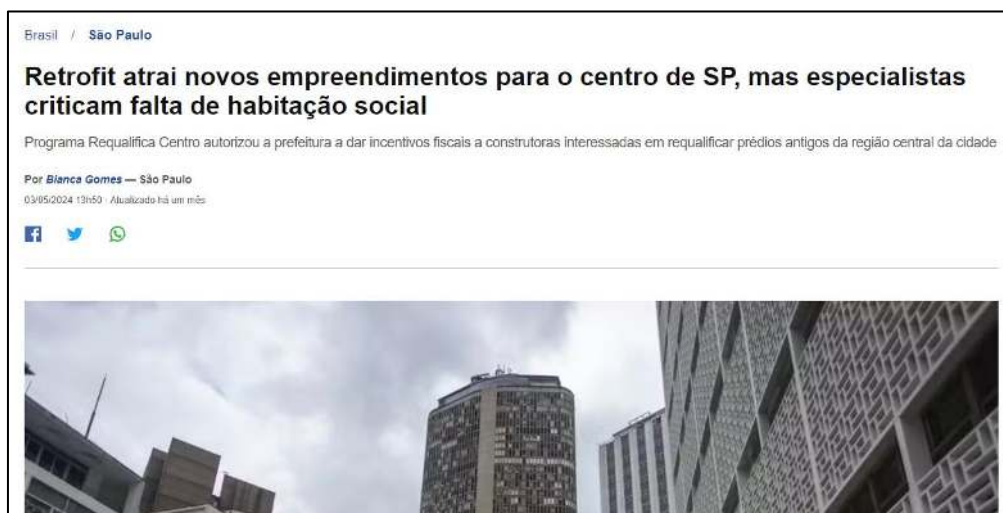 Brasil / São Paulo
Retrofit atrai novos empreendimentos para o centro de SP, mas especialistas
criticam falta de habitação social
Programa Requalifica Centro autorizou a prefeitura a dar incentivos fiscais a construtoras interessadas em requalificar prédios antigos da região central da cidade
Por Bianca Gomes — São Paulo
03/05/2024 13h50 · Atualizado há um mês